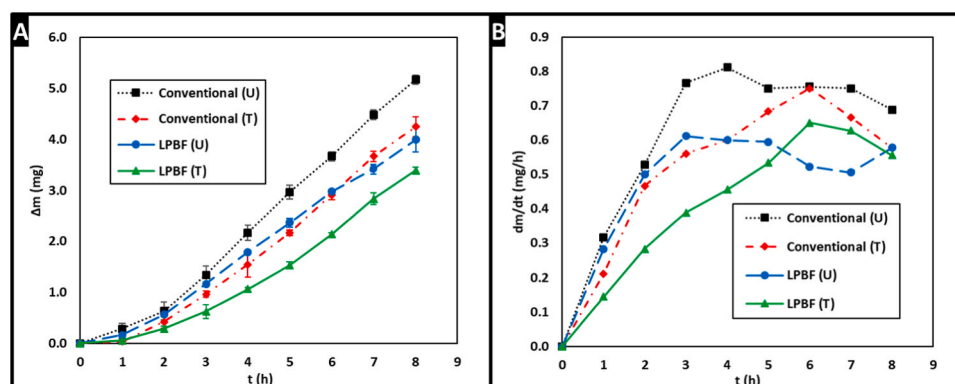 A
6.0
5.0
4.0
3.0
2.0
1.0
0.0
Δm (mg)
Conventional (U)
Conventional (T)
LPBF (U)
LPBF (T)
0 1 2 3 4 5 6 7 8 9
t (h)
B
0.9
0.8
0.7
0.6
0.5
0.4
0.3
0.2
0.1
0.0
dm/dt (mg/h)
Conventional (U)
Conventional (T)
LPBF (U)
LPBF (T)
0 1 2 3 4 5 6 7 8 9
t (h)